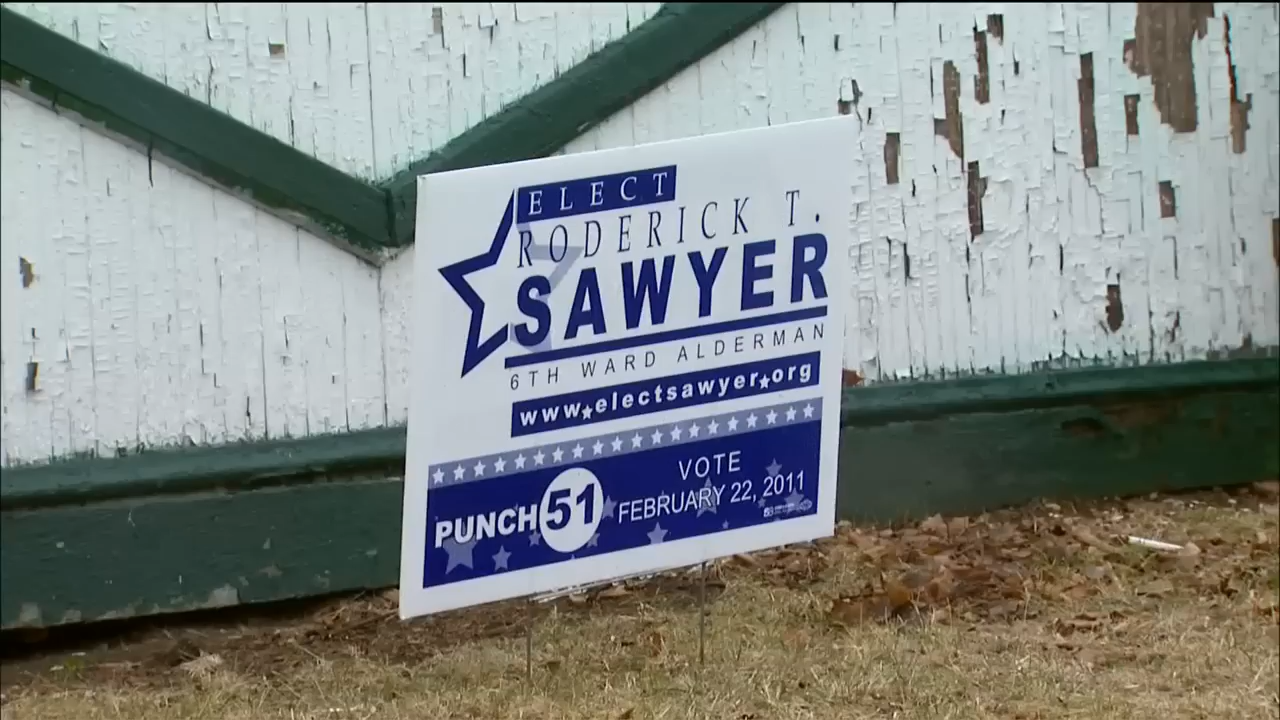 ELECT
RODERICK T.
SAWYER
6TH WARD ALDERMAN
www.electsawyer.org
VOTE
PUNCH 51 FEBRUARY 22, 2011